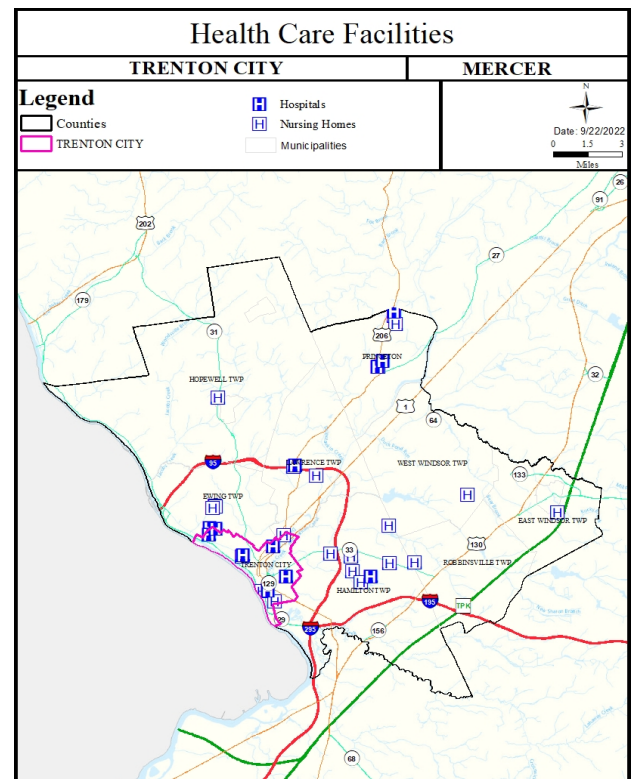 Health Care Facilities
TRENTON CITY
MERCER
Legend
Counties
TRENTON CITY
H Hospitals
H Nursing Homes
Municipalities
N
Date: 9/22/2022
0 1.5 3
Miles
26
91
202
27
179
31
206
PRINCETON
HOPEWELL TWP
32
1
64
95
LAWRENCE TWP
WEST WINDSOR TWP
133
EWING TWP
EAST WINDSOR TWP
130
33
TRENTON CITY
ROBBINSVILLE TWP
129
HAMILTON TWP
195
TPK
29
295
156
68